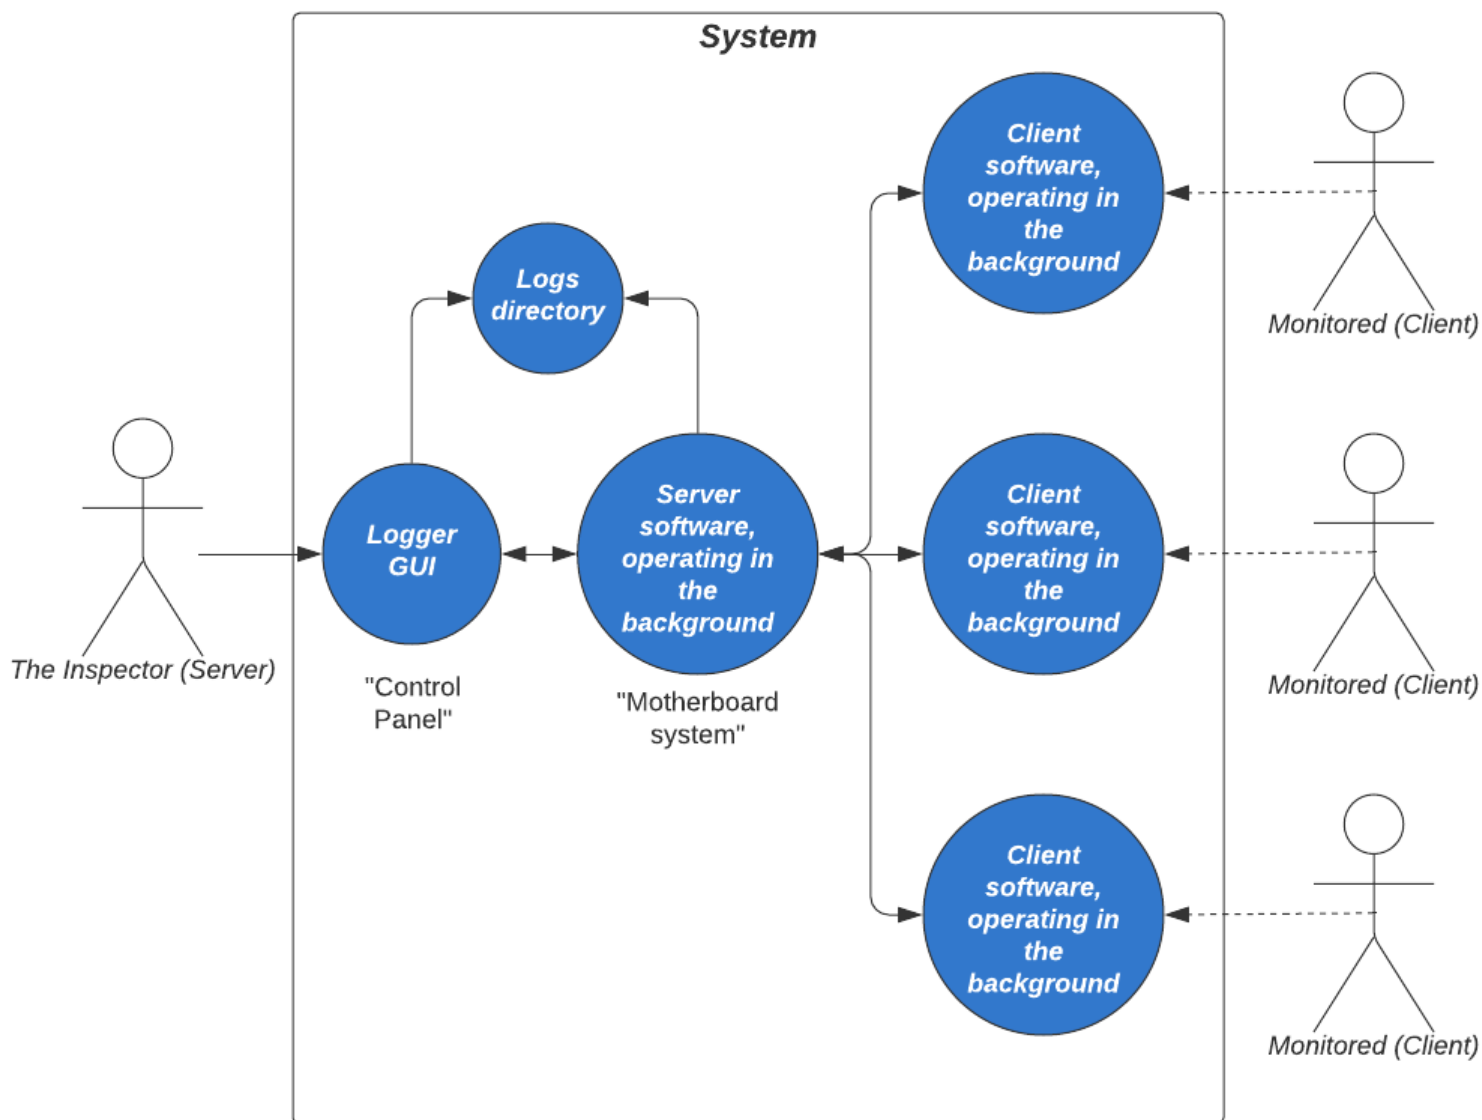 System
Client
software,
operating in
the
background
Monitored (Client)
Logs
directory
The Inspector (Server)
Logger
GUI
"Control
Panel"
Server
software,
operating in
the
background
"Motherboard
system"
Client
software,
operating in
the
background
Monitored (Client)
Client
software,
operating in
the
background
Monitored (Client)